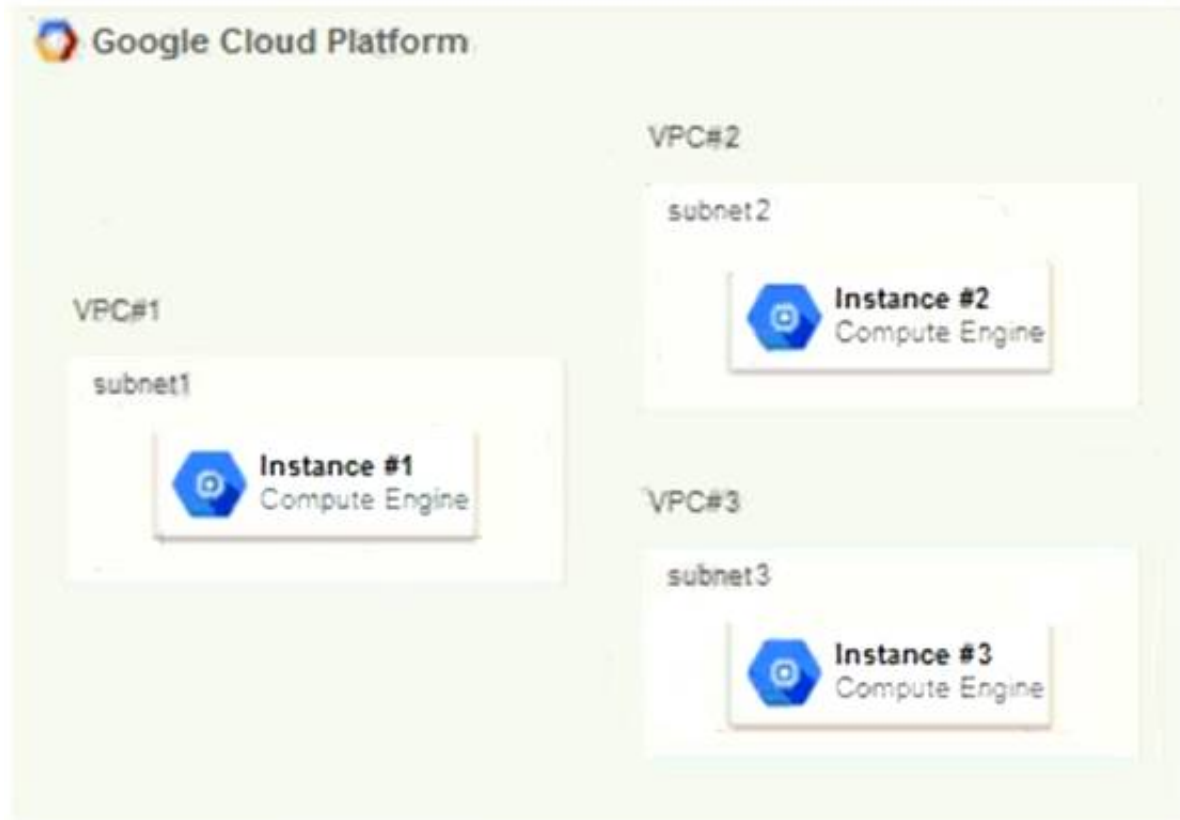 Google Cloud Platform
VPC#2
subnet2
Instance #2
Compute Engine
VPC#1
subnet1
Instance #1
Compute Engine
VPC#3
subnet3
Instance #3
Compute Engine